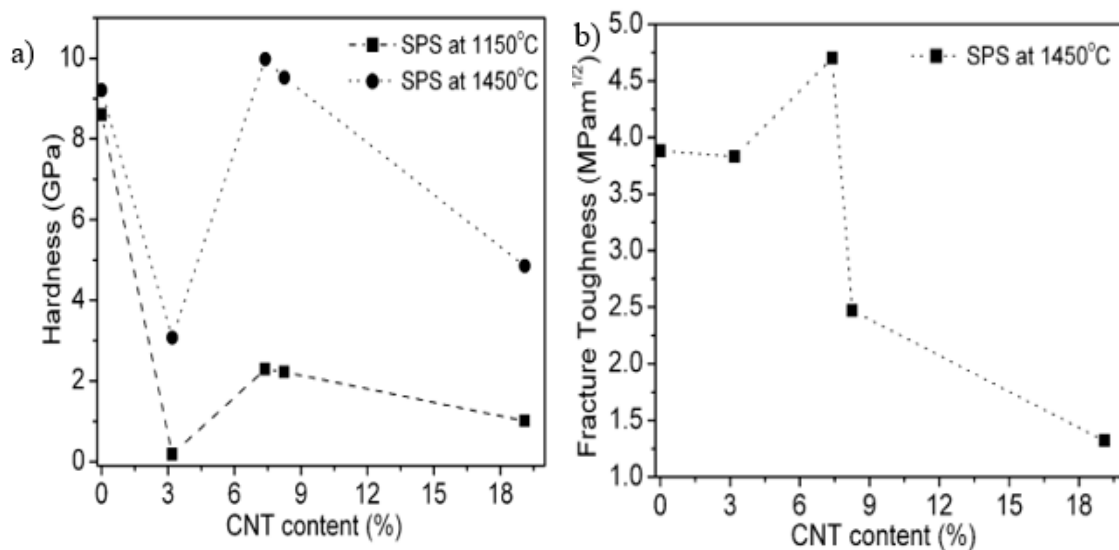 a)
SPS at 1150°C
SPS at 1450°C
10
8
6
4
2
0
Hardness (GPa)
0 3 6 9 12 15 18
CNT content (%)
b)
SPS at 1450°C
5.0
4.5
4.0
3.5
3.0
2.5
2.0
1.5
1.0
Fracture Toughness (MPam^1/2)
0 3 6 9 12 15 18
CNT content (%)